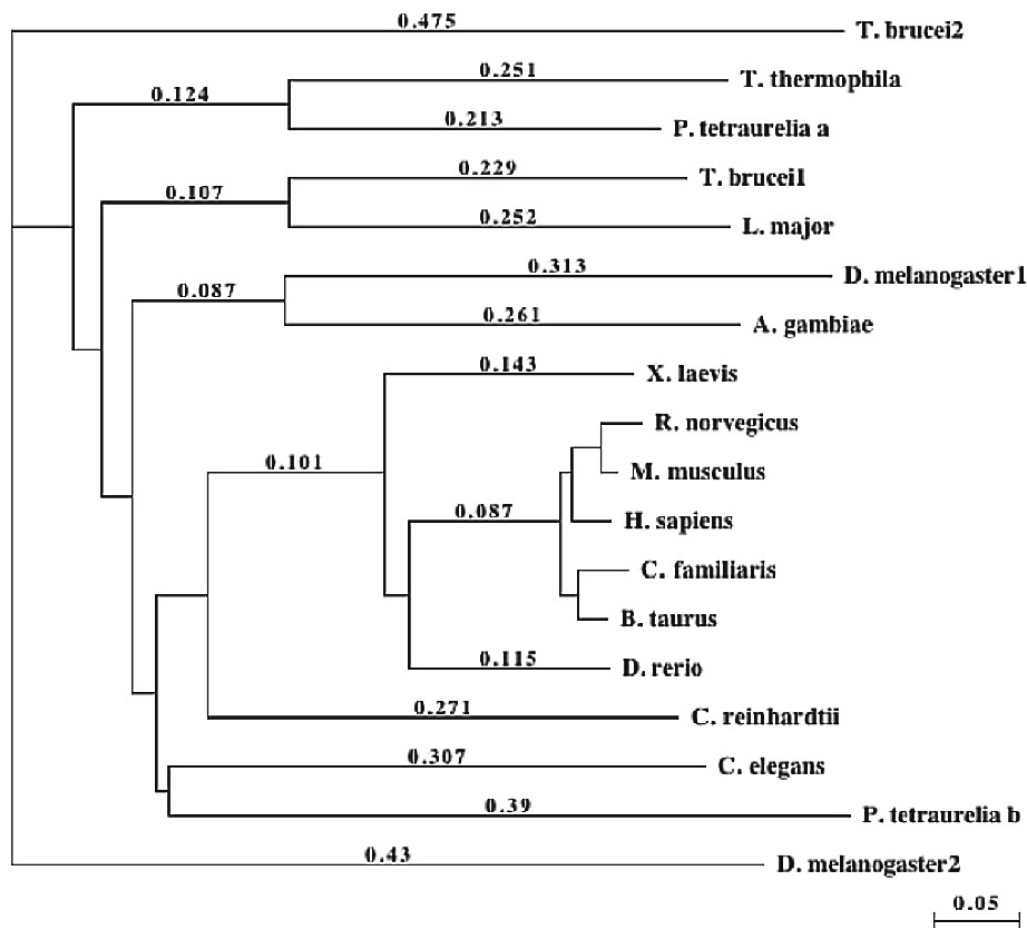 0.475
T. brucei2
0.251
T. thermophila
0.124
0.213
P. tetraurelia a
0.229
T. brucei1
0.107
0.252
L. major
0.313
D. melanogaster1
0.087
0.261
A. gambiae
0.143
X. laevis
R. norvegicus
0.101
M. musculus
0.087
H. sapiens
C. familiaris
B. taurus
0.115
D. rerio
0.271
C. reinhardtii
0.307
C. elegans
0.39
P. tetraurelia b
0.43
D. melanogaster2
0.05